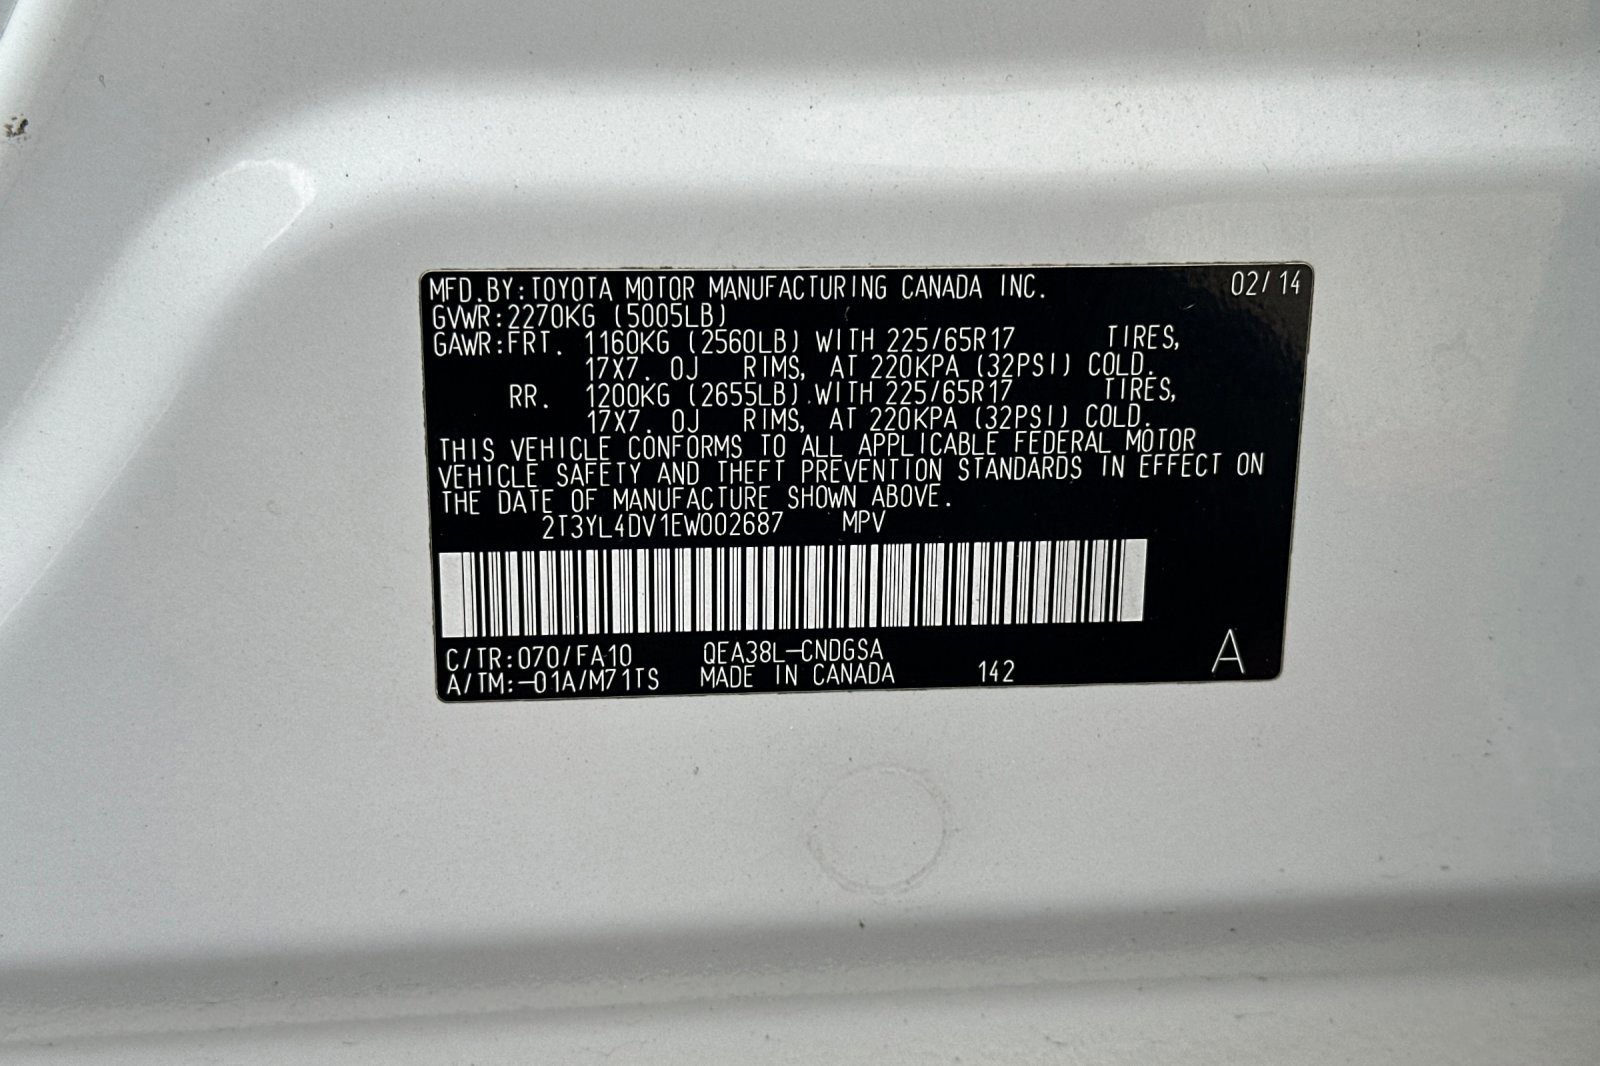 MFD.BY:TOYOTA MOTOR MANUFACTURING CANADA INC. 02/14
GVWR:2270KG (5005LB)
GAWR:FRT. 1160KG (2560LB) WITH 225/65R17 TIRES,
17X7.0J RIMS, AT 220KPA (32PSI) COLD.
RR. 1200KG (2655LB) WITH 225/65R17 TIRES,
17X7.0J RIMS, AT 220KPA (32PSI) COLD.
THIS VEHICLE CONFORMS TO ALL APPLICABLE FEDERAL MOTOR
VEHICLE SAFETY AND THEFT PREVENTION STANDARDS IN EFFECT ON
THE DATE OF MANUFACTURE SHOWN ABOVE.
2T3YL4DV1EW002687 MPV
C/TR:070/FA10 QEA38L-CNDGSA
A/TM:-01A/M71TS MADE IN CANADA 142 A